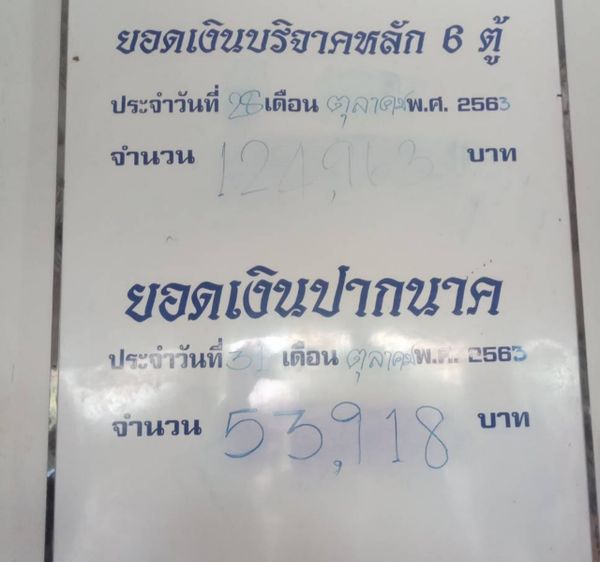 ยอดเงินบริจาคหลัก 6 ตู้
ประจำวันที่ 26 เดือน ตุลาคม พ.ศ. 2563
จำนวน 124,963 บาท
ยอดเงินปากนาค
ประจำวันที่ 31 เดือน ตุลาคม พ.ศ. 2563
จำนวน 53,918 บาท